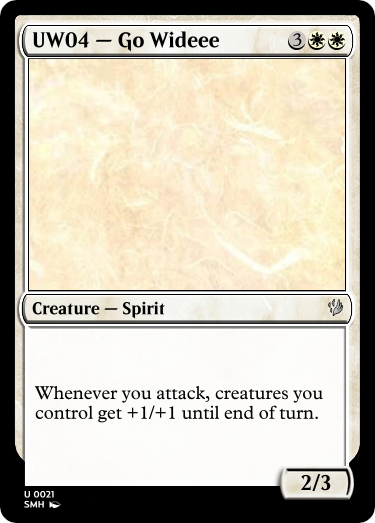 UW04 — Go Wideee 3
Creature — Spirit
Whenever you attack, creatures you
control get +1/+1 until end of turn.
2/3
U 0021
SMH